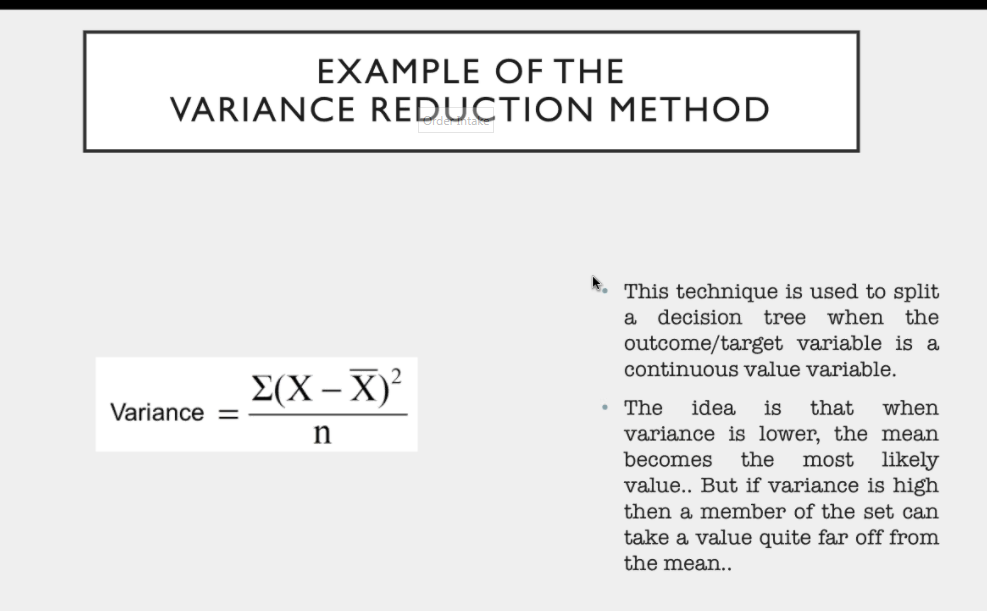 EXAMPLE OF THE
VARIANCE REDUCTION METHOD
Order Intake
Variance = Σ(X – X̅)² / n
• This technique is used to split
a decision tree when the
outcome/target variable is a
continuous value variable.
• The idea is that when
variance is lower, the mean
becomes the most likely
value.. But if variance is high
then a member of the set can
take a value quite far off from
the mean..